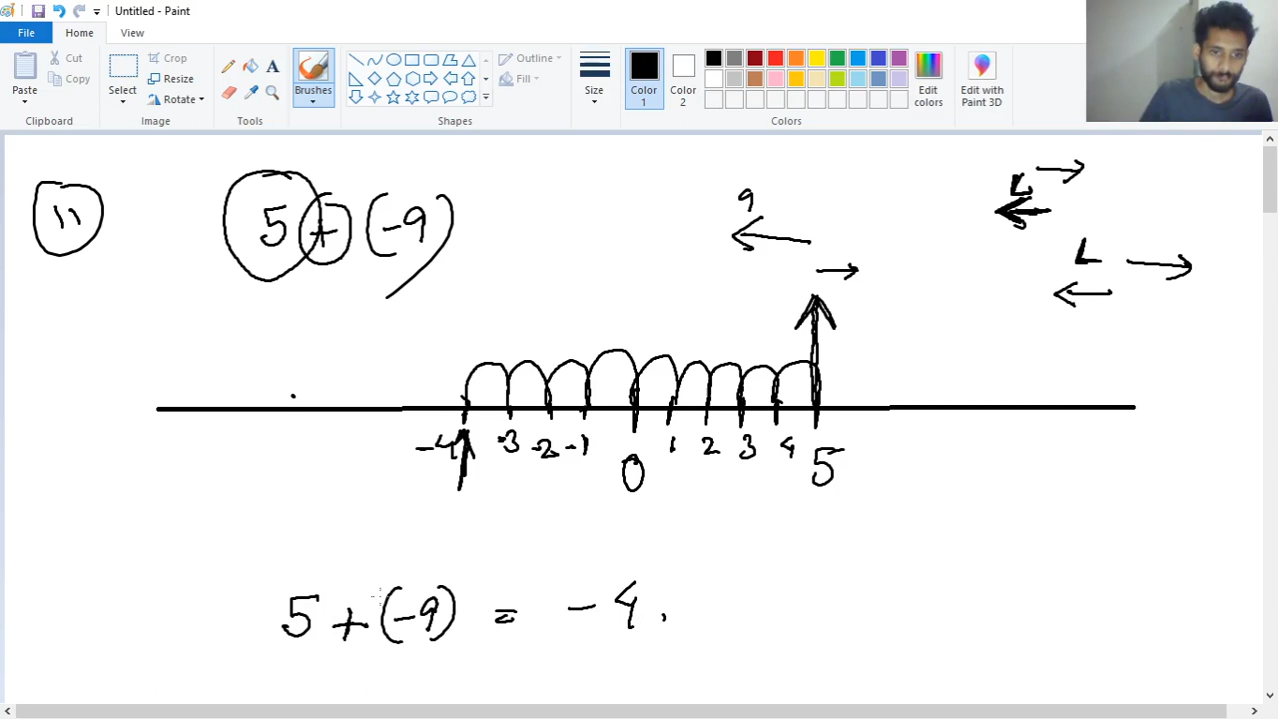 Untitled - Paint
File Home View
Paste
Cut
Copy
Clipboard
Select
Crop
Resize
Rotate
Image
A
Tools
Brushes
Shapes
Outline
Fill
Size
Color 1
Color 2
Edit colors
Colors
Edit with Paint 3D
11
5 + (-9)
9
L
L
-4 -3 -2 -1 0 1 2 3 4 5
5 + (-9) = -4.